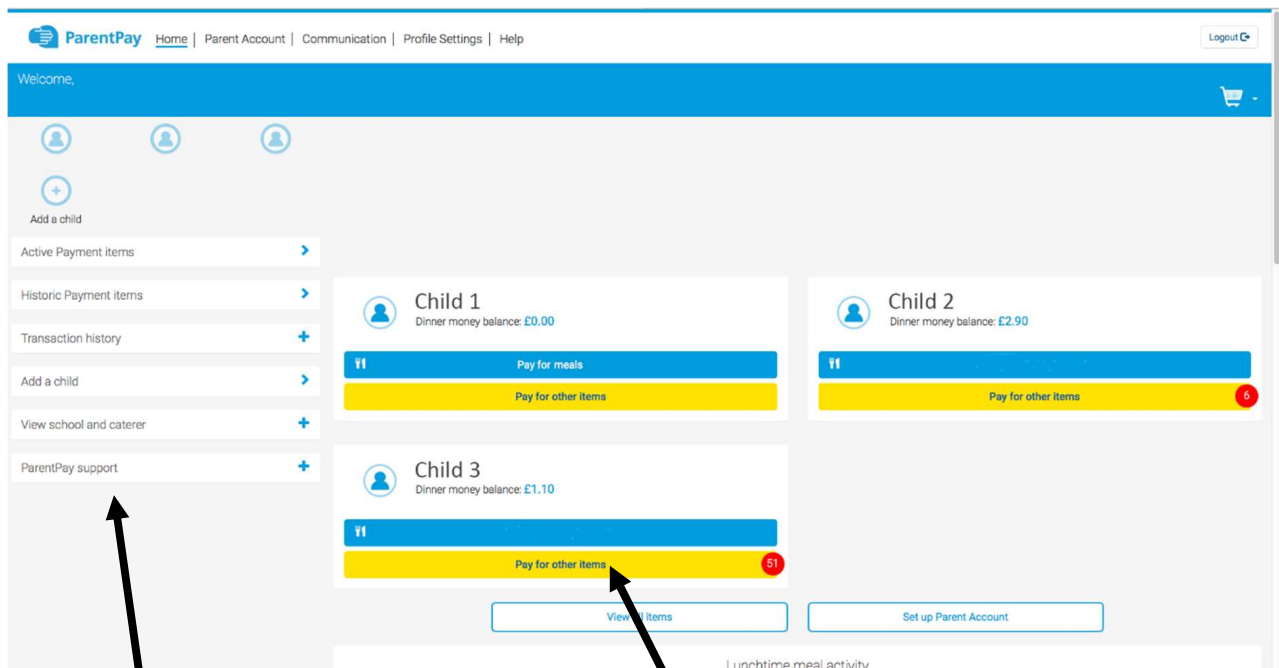 ParentPay Home | Parent Account | Communication | Profile Settings | Help
Logout
Welcome,
Add a child
Active Payment items
Historic Payment items
Transaction history
Add a child
View school and caterer
ParentPay support
Child 1
Dinner money balance: £0.00
Pay for meals
Pay for other items
Child 2
Dinner money balance: £2.90
Pay for other items 6
Child 3
Dinner money balance: £1.10
Pay for other items 51
View all items
Set up Parent Account
Lunchtime meal activity